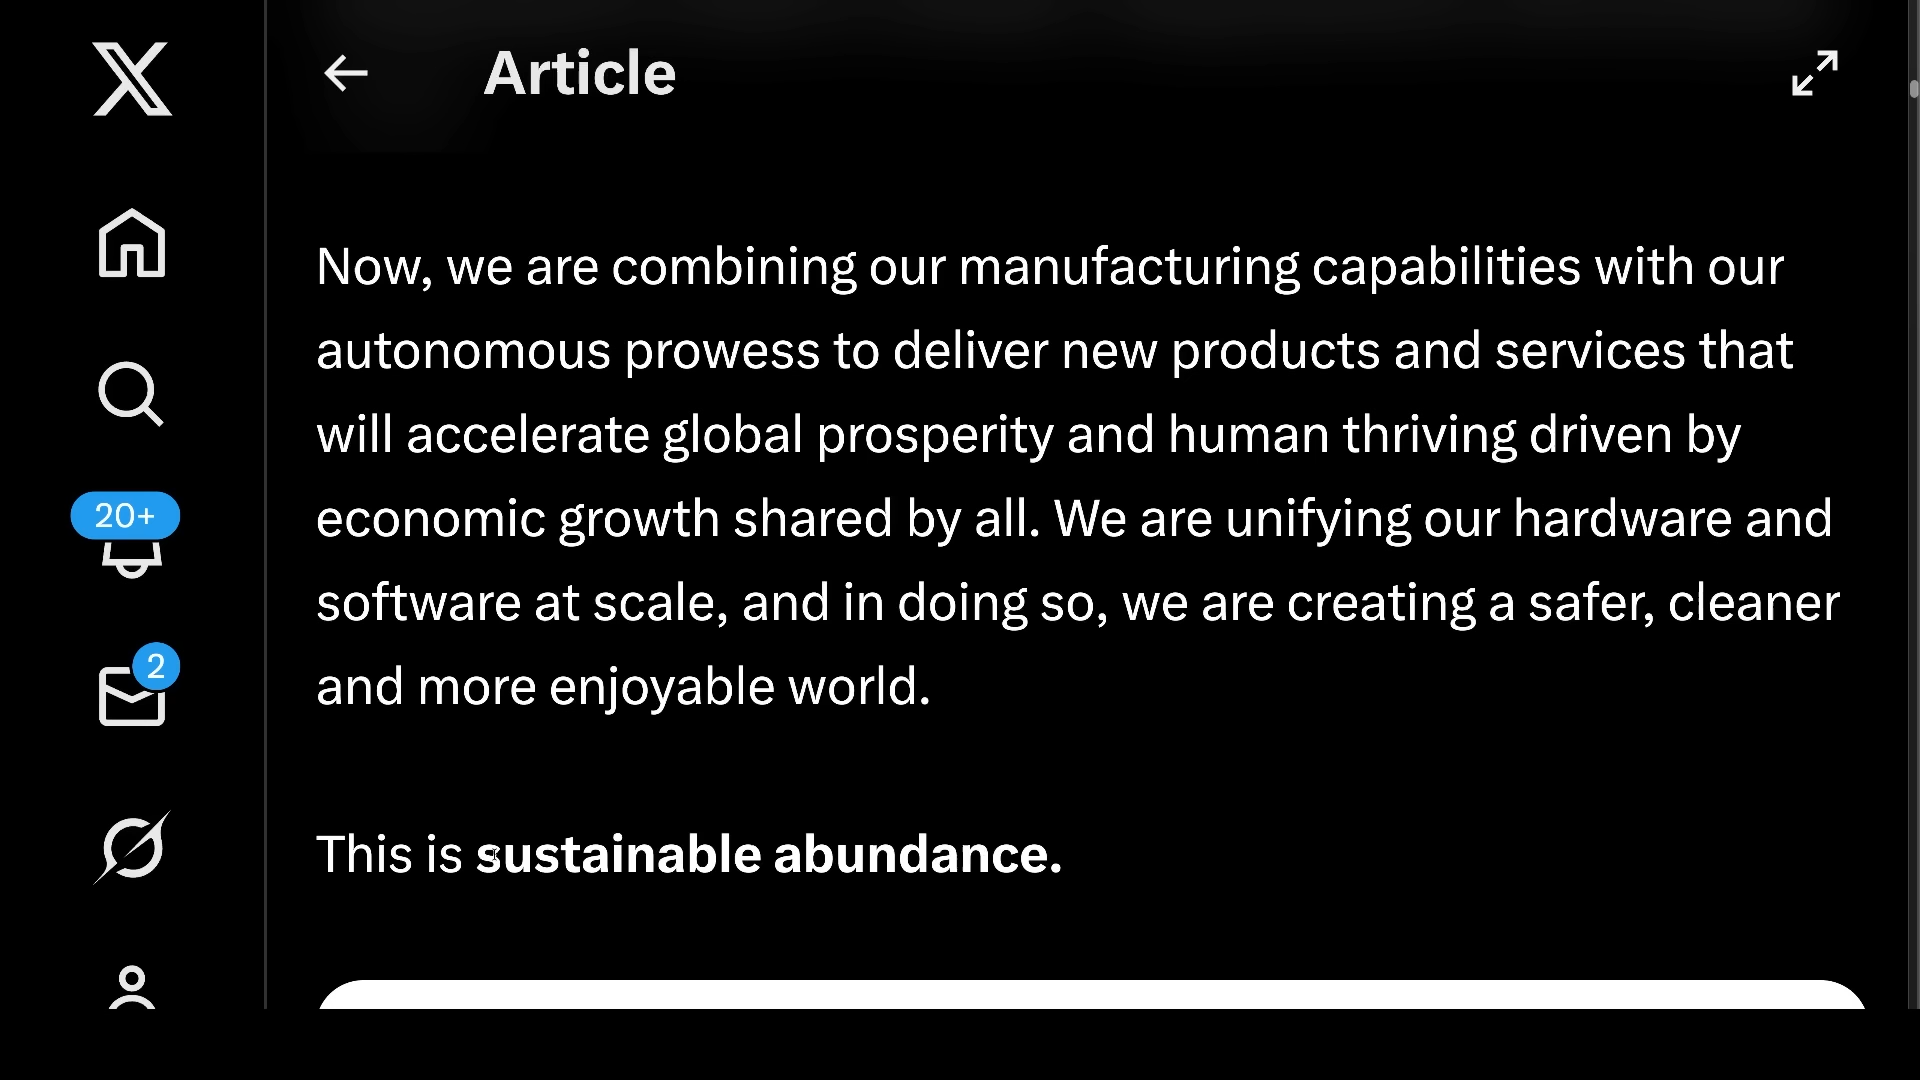 Article
Now, we are combining our manufacturing capabilities with our
autonomous prowess to deliver new products and services that
will accelerate global prosperity and human thriving driven by
economic growth shared by all. We are unifying our hardware and
software at scale, and in doing so, we are creating a safer, cleaner
and more enjoyable world.
This is sustainable abundance.
20+
2